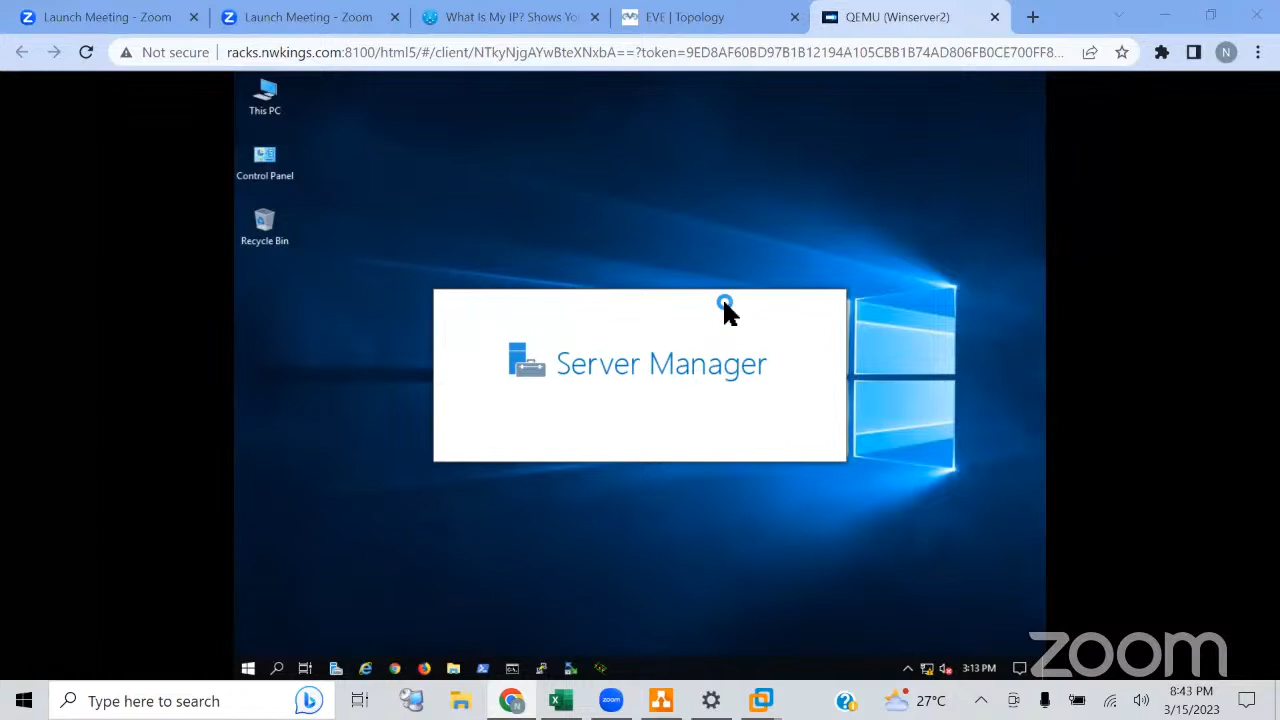 Launch Meeting - Zoom
Launch Meeting - Zoom
What Is My IP? Shows yo
EVE | Topology
QEMU (Winserver2)
Not secure
racks.nwkings.com:8100/html5/#/client/NTkyNjgAYwBteXNxbA==?token=9ED8AF60BD97B1B12194A105CBB1B74AD806FB0CE700FF8...
N
This PC
Control Panel
Recycle Bin
Server Manager
3:13 PM
zoom
Type here to search
N
zoom
27°C
8:43 PM
3/15/2023